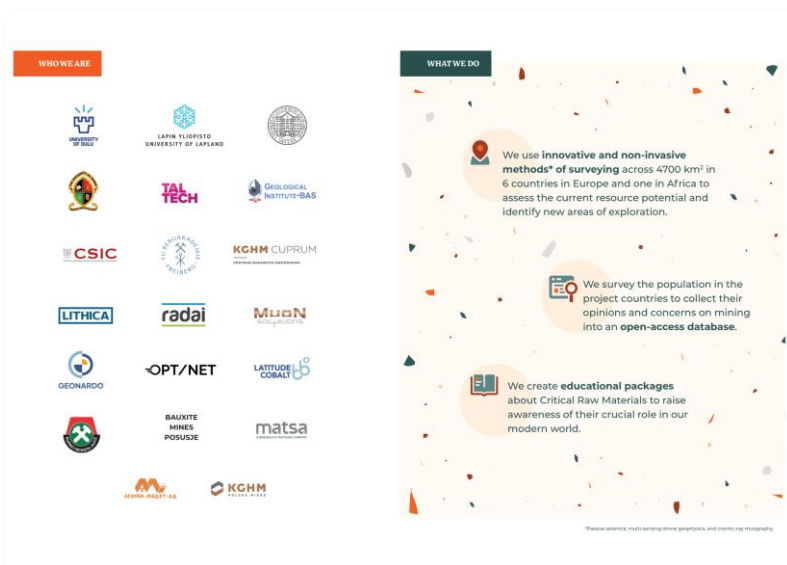 WHO WE ARE
UNIVERSITY
OF OULU
LAPIN YLIOPISTO
UNIVERSITY OF LAPLAND
TAL
TECH
GEOLOGICAL
INSTITUTE-BAS
CSIC
TU BERGAKADEMIE
FREIBERG
KGHM CUPRUM
LITHICA
radai
MUON
SOLUTIONS
GEONARDO
OPT/NET
LATITUDE
COBALT
BAUXITE
MINES
POSUSJE
matsa
KGHM
POLSKA MIEDŹ
WHAT WE DO
We use innovative and non-invasive
methods* of surveying across 4700 km² in
6 countries in Europe and one in Africa to
assess the current resource potential and
identify new areas of exploration.
We survey the population in the
project countries to collect their
opinions and concerns on mining
into an open-access database.
We create educational packages
about Critical Raw Materials to raise
awareness of their crucial role in our
modern world.
*Passive seismics, multi-sensing drone geophysics, and cosmic ray muography.